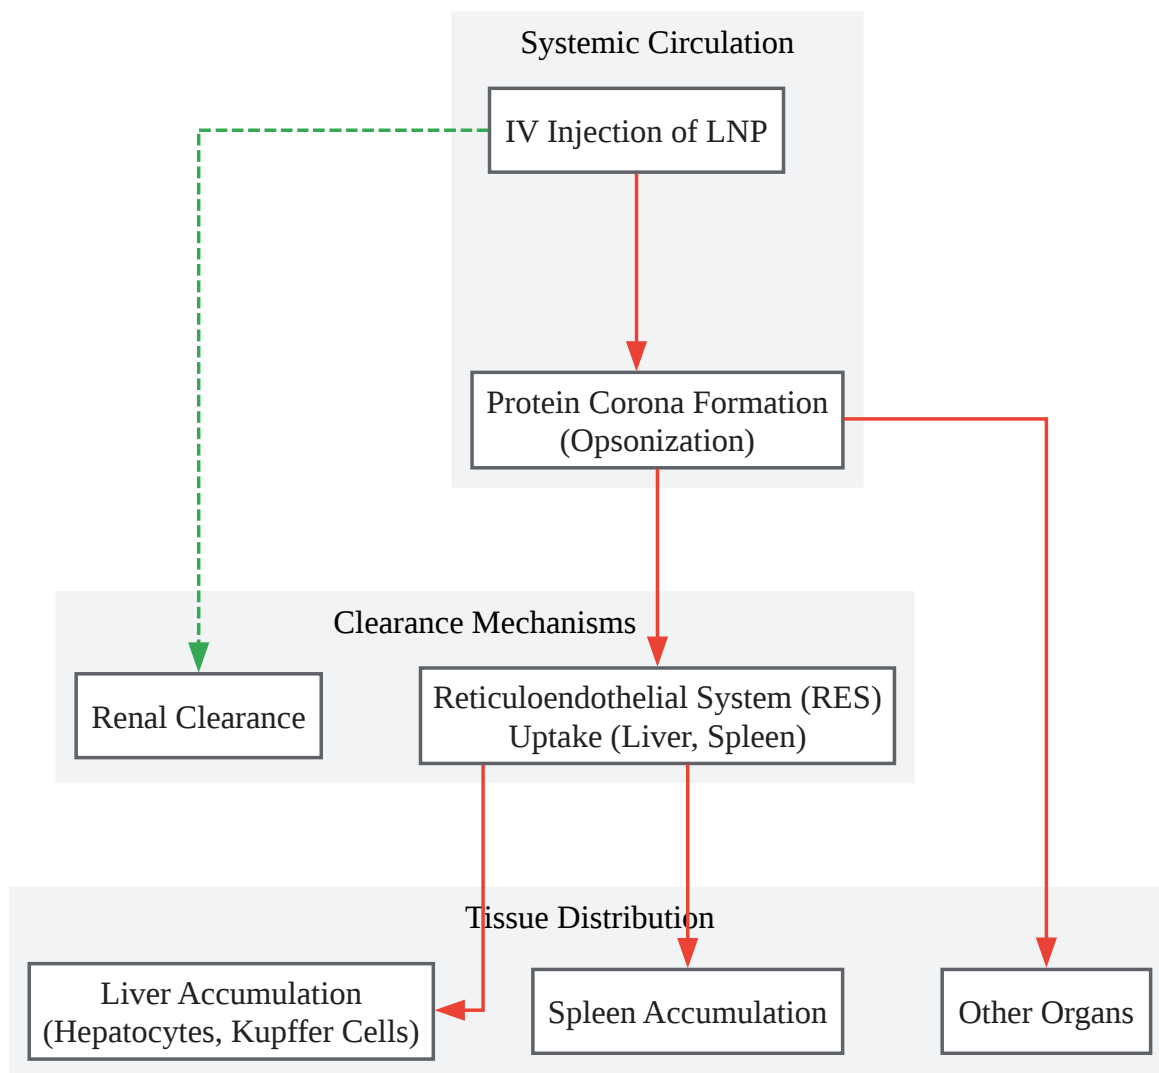 Systemic Circulation
IV Injection of LNP
Protein Corona Formation
(Opsonization)
Clearance Mechanisms
Renal Clearance
Reticuloendothelial System (RES)
Uptake (Liver, Spleen)
Tissue Distribution
Liver Accumulation
(Hepatocytes, Kupffer Cells)
Spleen Accumulation
Other Organs